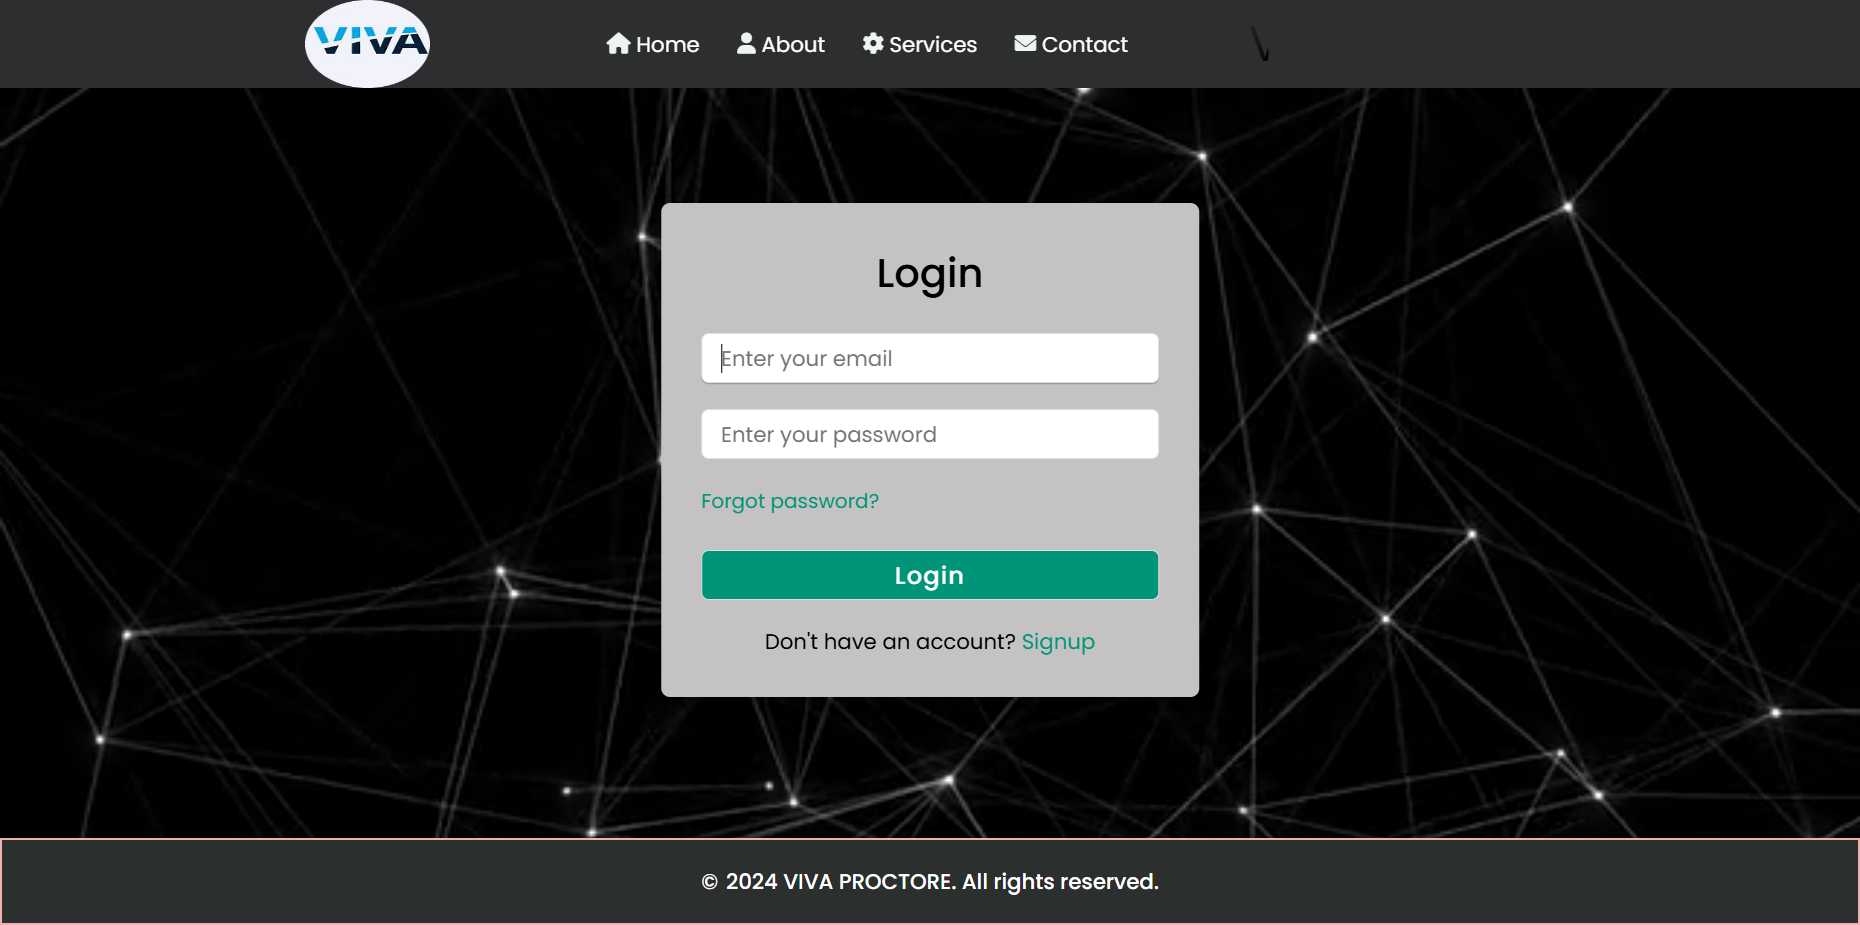 VIVA
Home About Services Contact
Login
Enter your email
Enter your password
Forgot password?
Login
Don't have an account? Signup
© 2024 VIVA PROCTORE. All rights reserved.